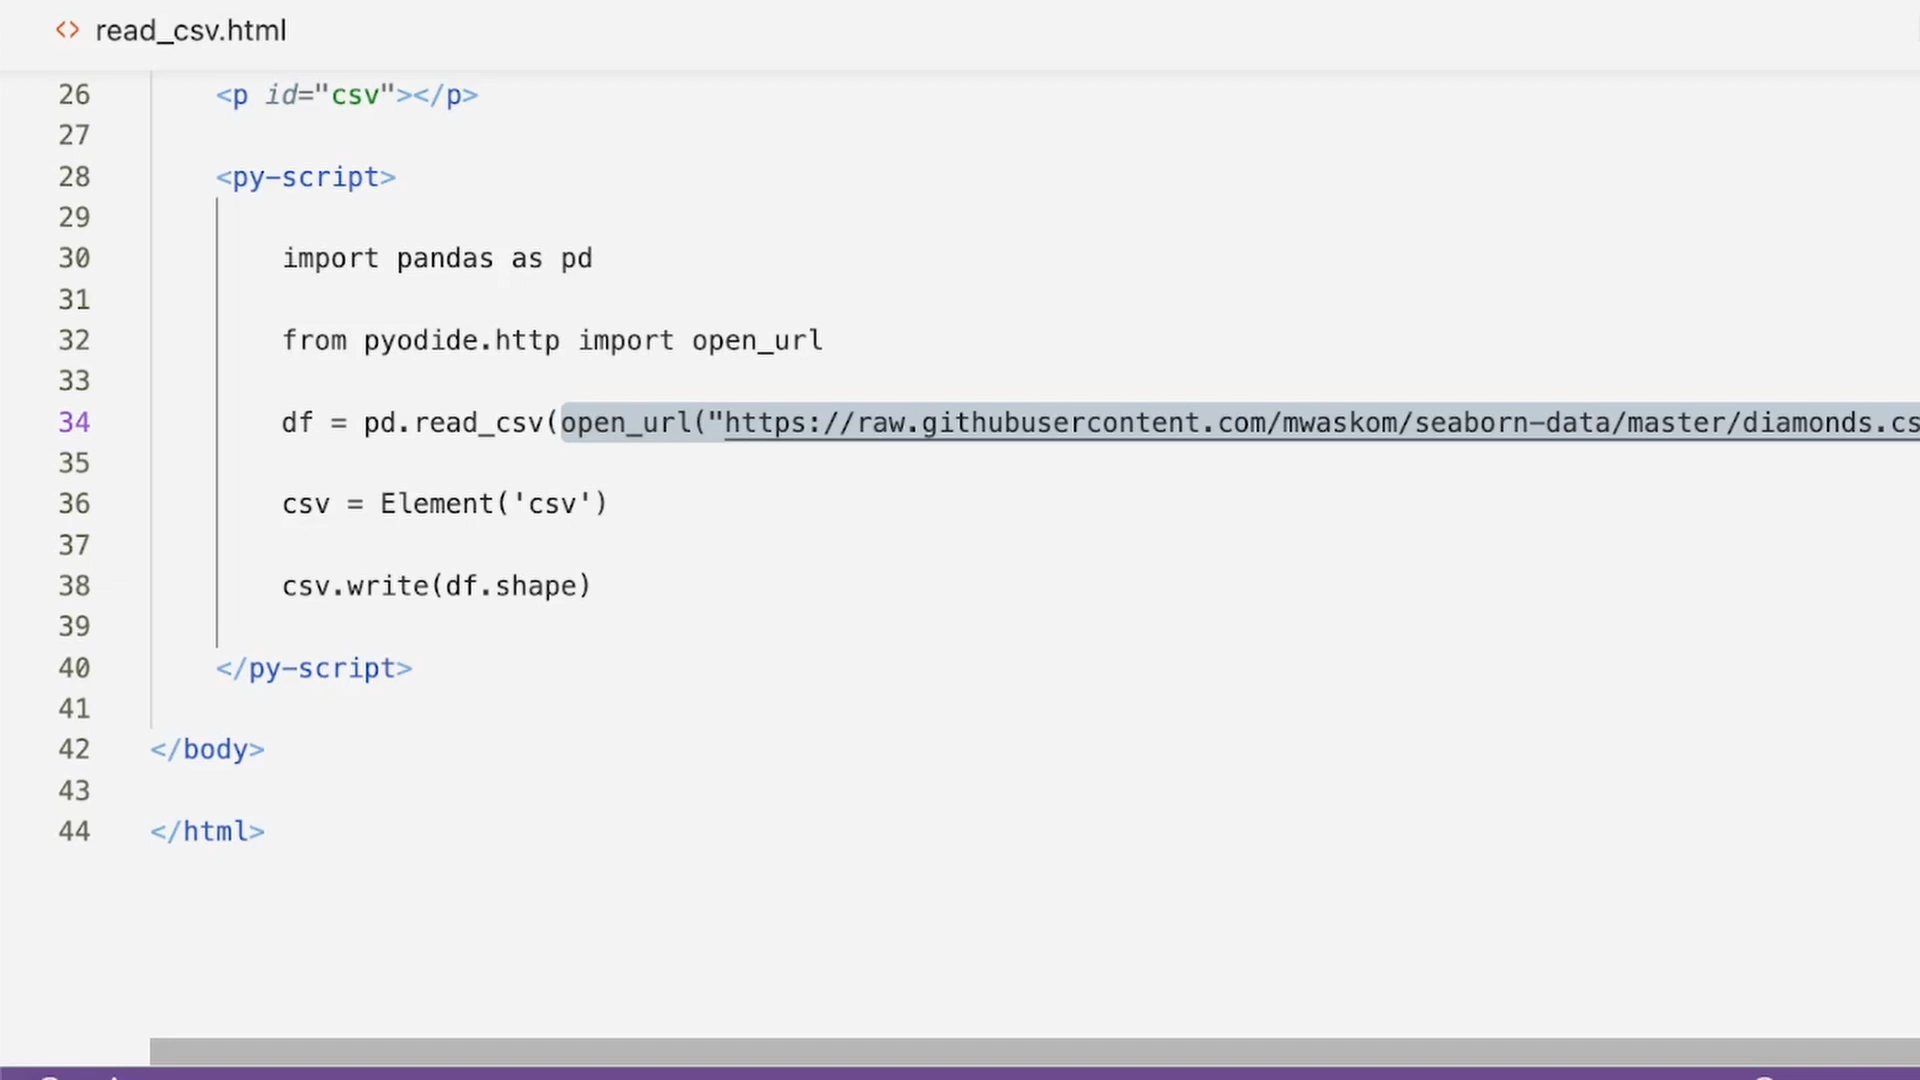 <> read_csv.html
26 <p id="csv"></p>
27
28 <py-script>
29
30 import pandas as pd
31
32 from pyodide.http import open_url
33
34 df = pd.read_csv(open_url("https://raw.githubusercontent.com/mwaskom/seaborn-data/master/diamonds.cs
35
36 csv = Element('csv')
37
38 csv.write(df.shape)
39
40 </py-script>
41
42 </body>
43
44 </html>